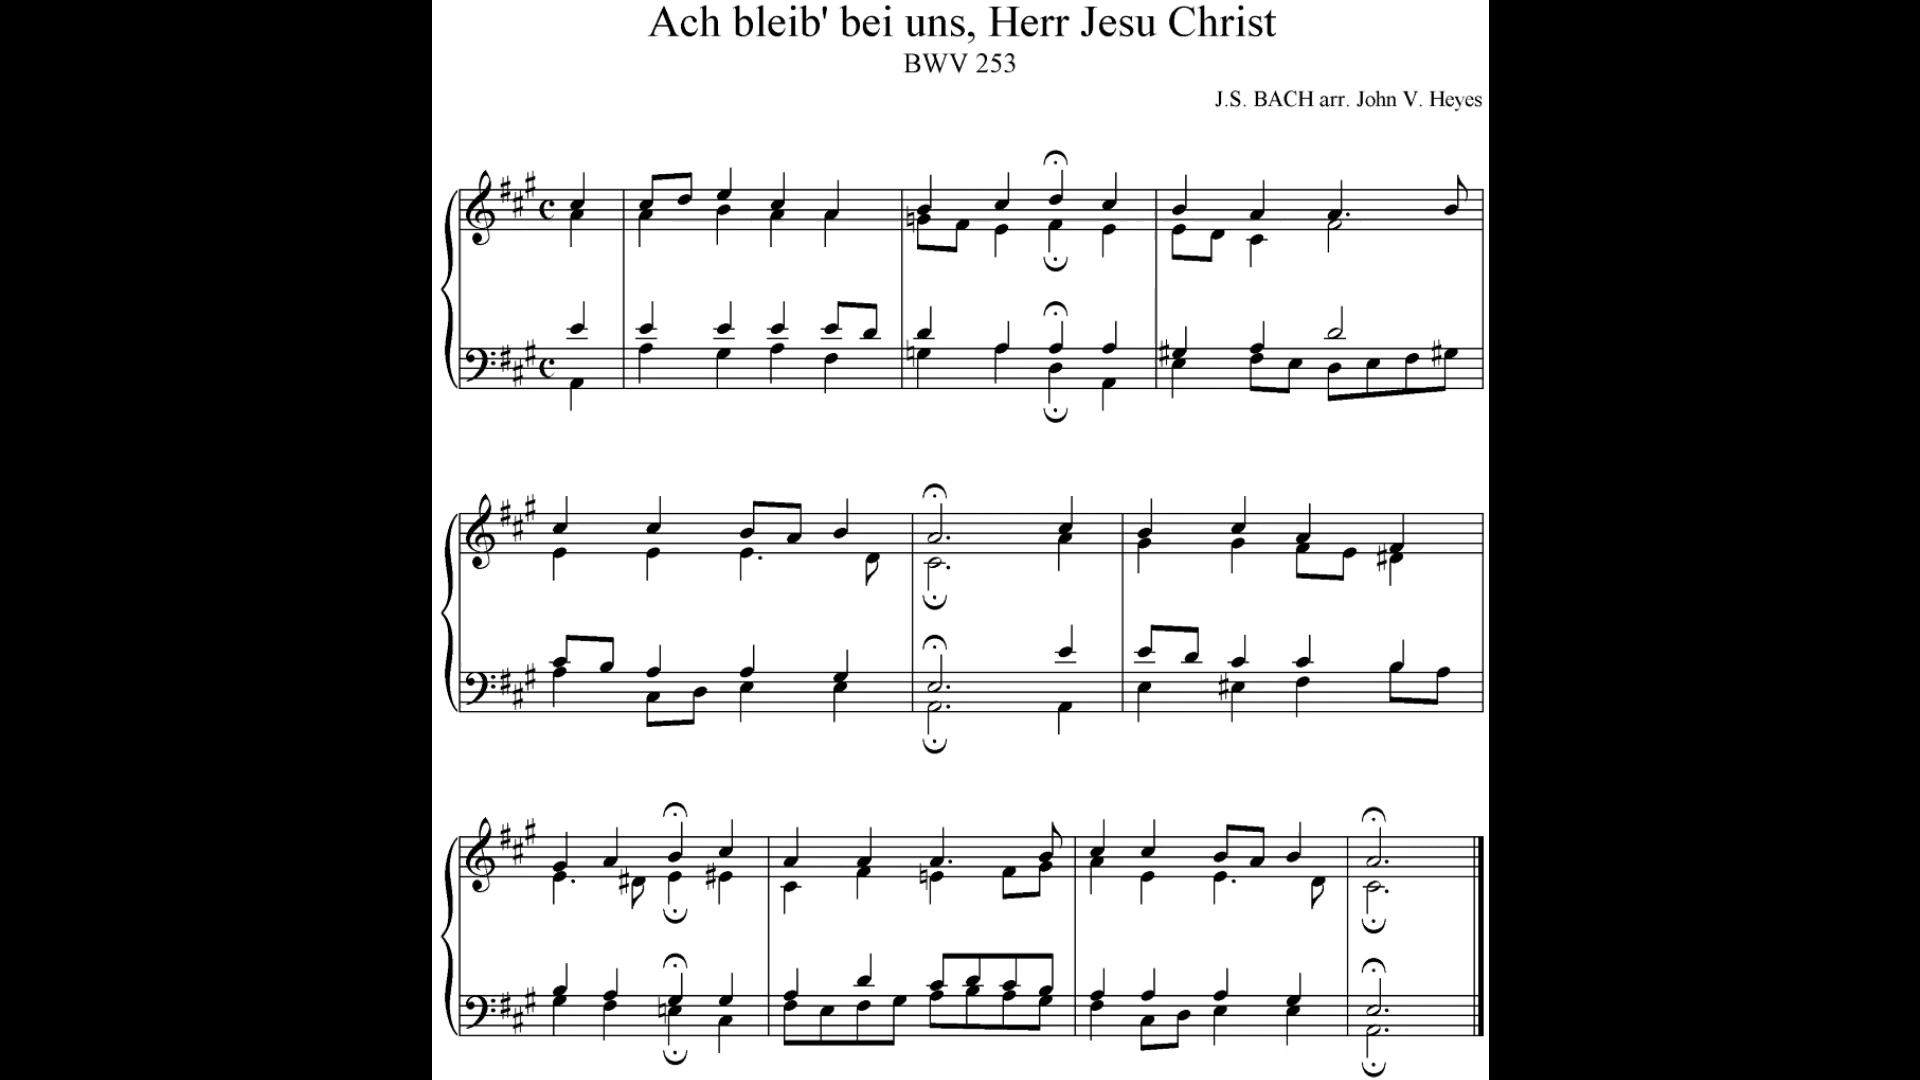 Ach bleib' bei uns, Herr Jesu Christ
BWV 253
J.S. BACH arr. John V. Heyes